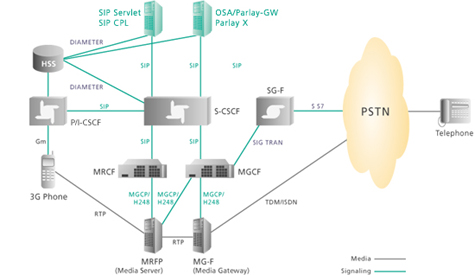 SIP Servlet
SIP CPL
OSA/Parlay-GW
Parlay X
DIAMETER
HSS
DIAMETER
SIP
SIP
SIP
SG-F
SIP
S-CSCF
S S7
PSTN
P/I-CSCF
Telephone
Gm
SIP
SIP
SIG TRAN
MRCF
MGCF
3G Phone
MGCP/
H248
MGCP/
H248
MGCP/
H248
TDM/ISDN
RTP
RTP
MRFP
(Media Server)
MG-F
(Media Gateway)
Media
Signaling